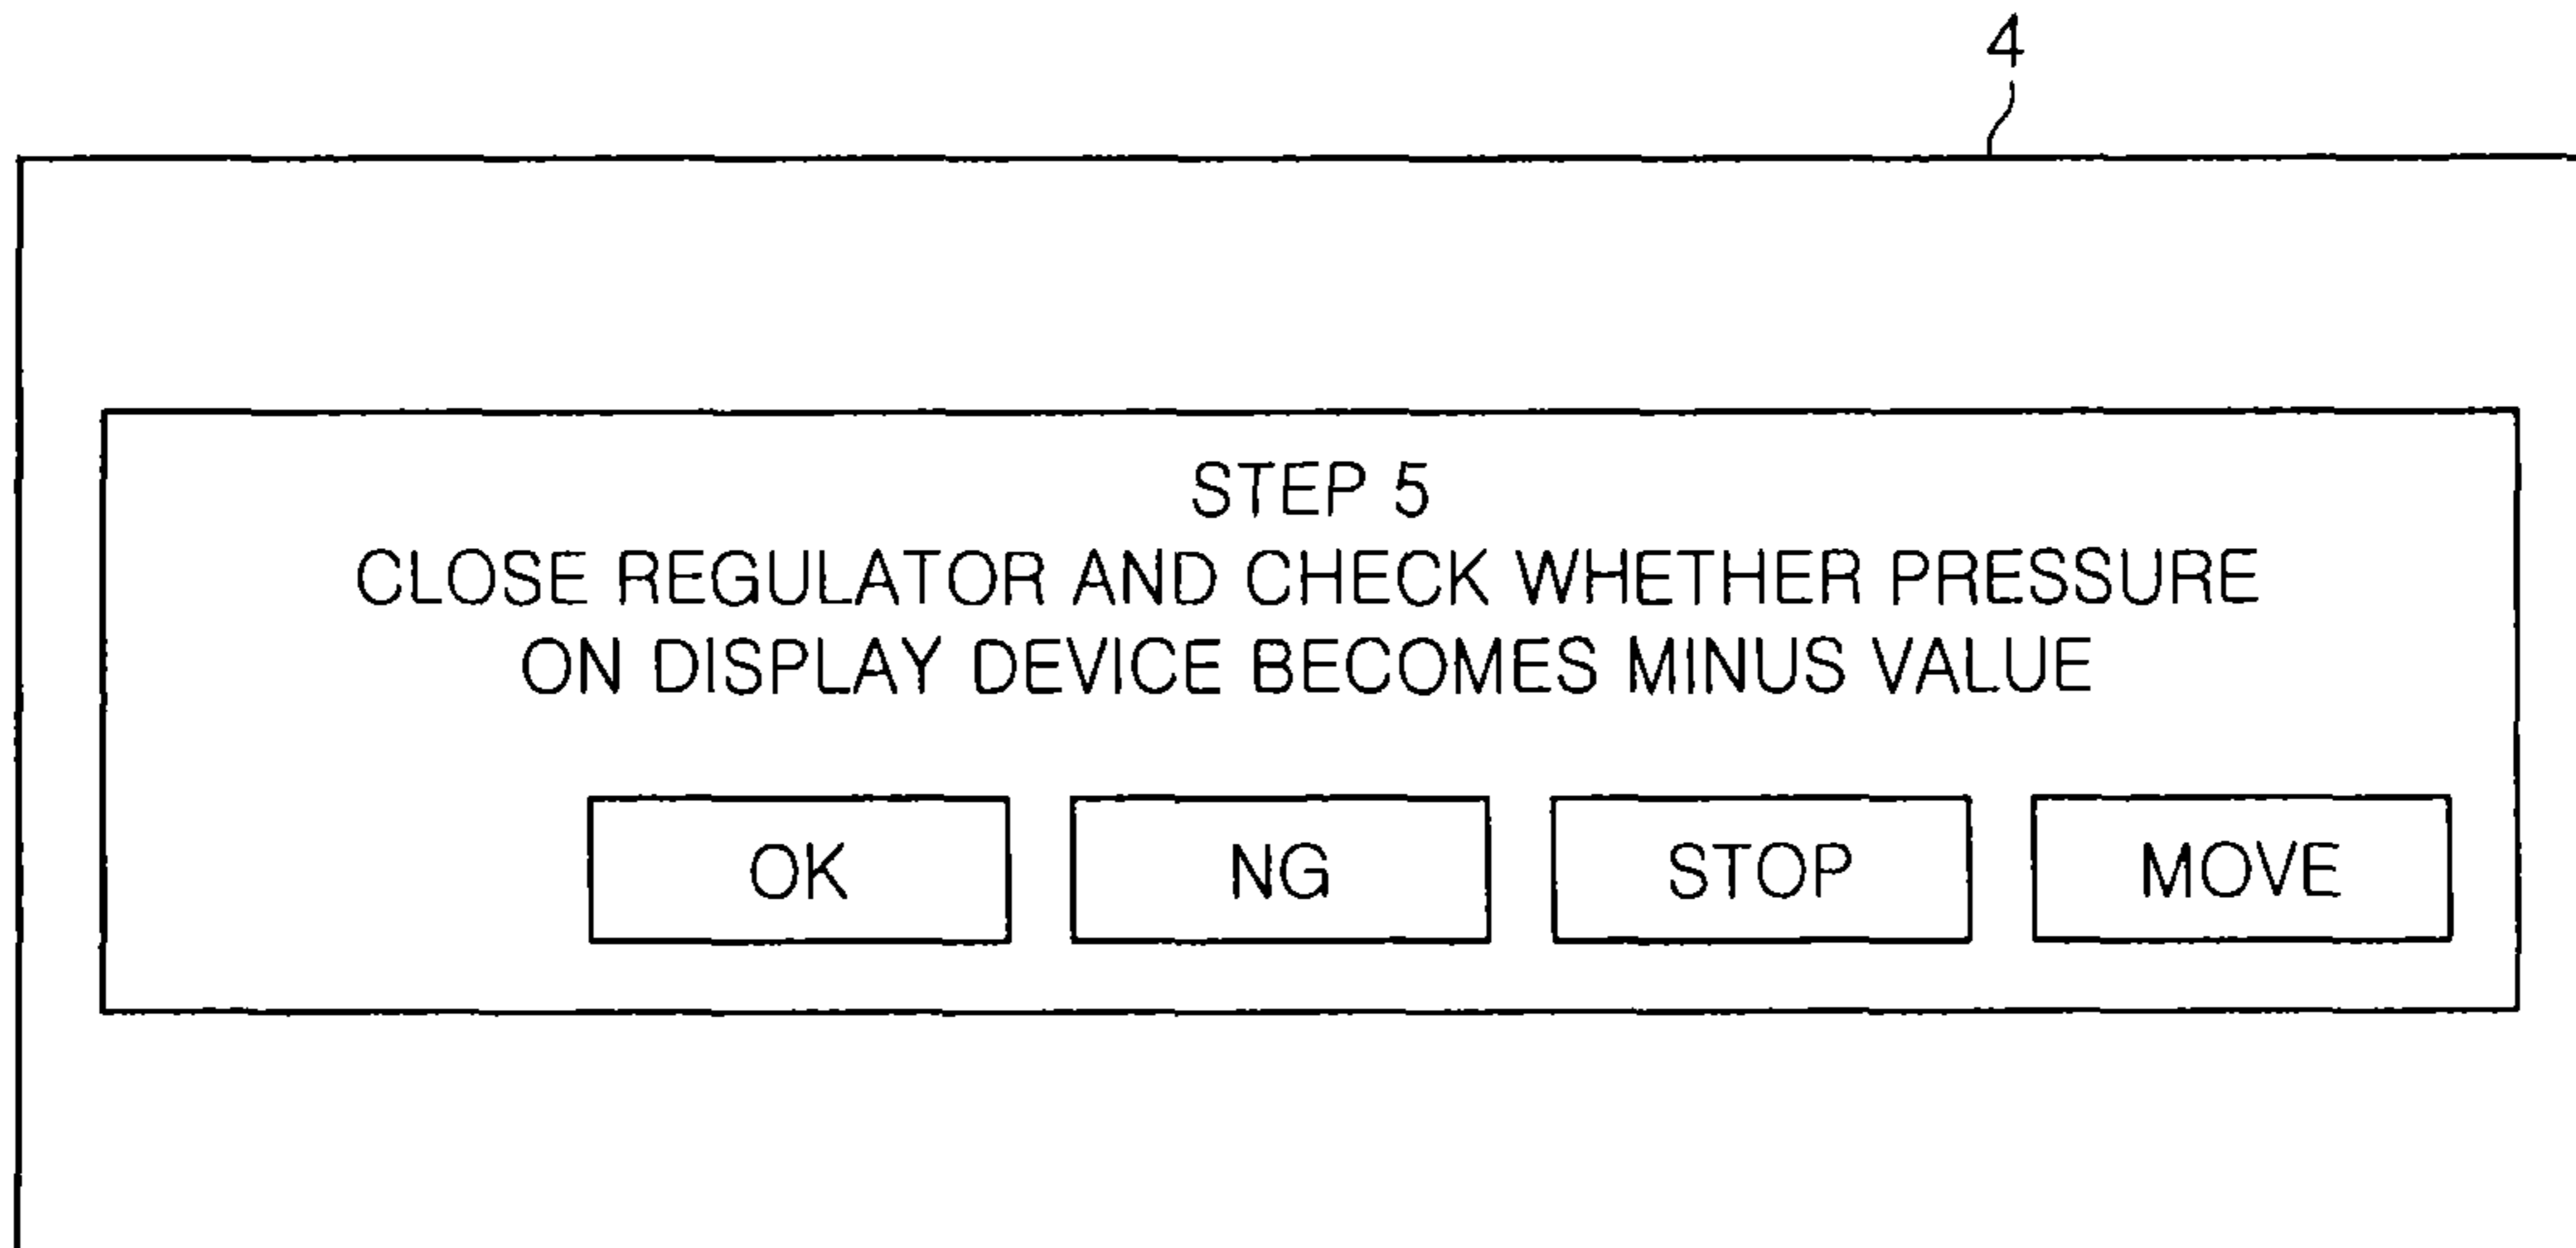 4
STEP 5
CLOSE REGULATOR AND CHECK WHETHER PRESSURE
ON DISPLAY DEVICE BECOMES MINUS VALUE
OK NG STOP MOVE